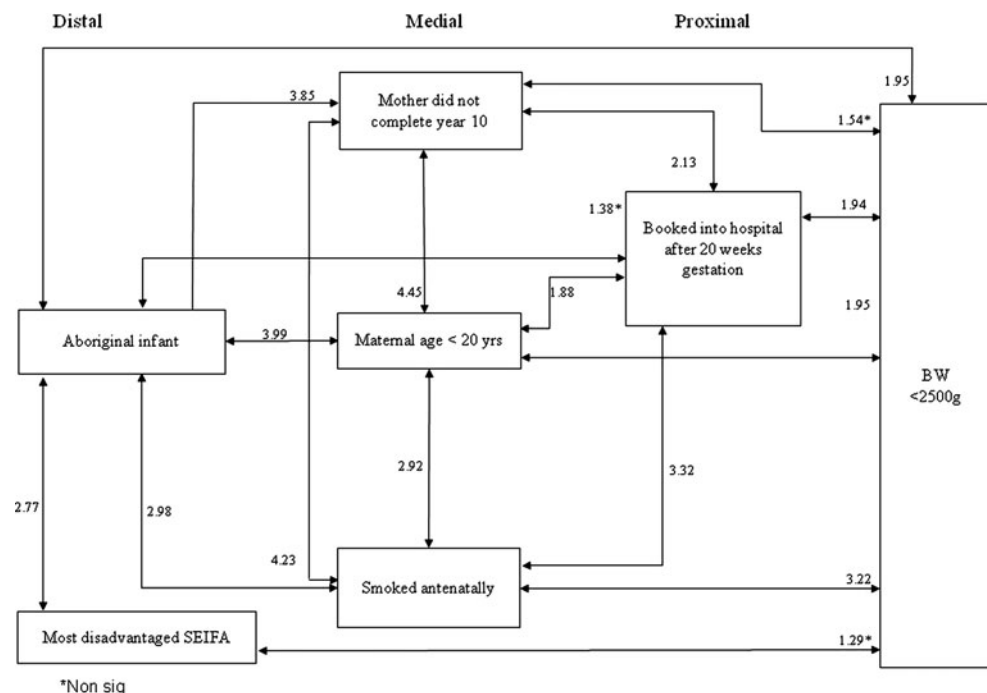 Distal Medial Proximal
1.95
3.85
Mother did not
complete year 10
1.54*
2.13
1.38*
Booked into hospital
after 20 weeks
gestation
1.94
4.45
1.88
1.95
Aboriginal infant
3.99
Maternal age < 20 yrs
BW
<2500g
2.92
3.32
2.77
2.98
4.23
Smoked antenatally
3.22
Most disadvantaged SEIFA
1.29*
*Non sig